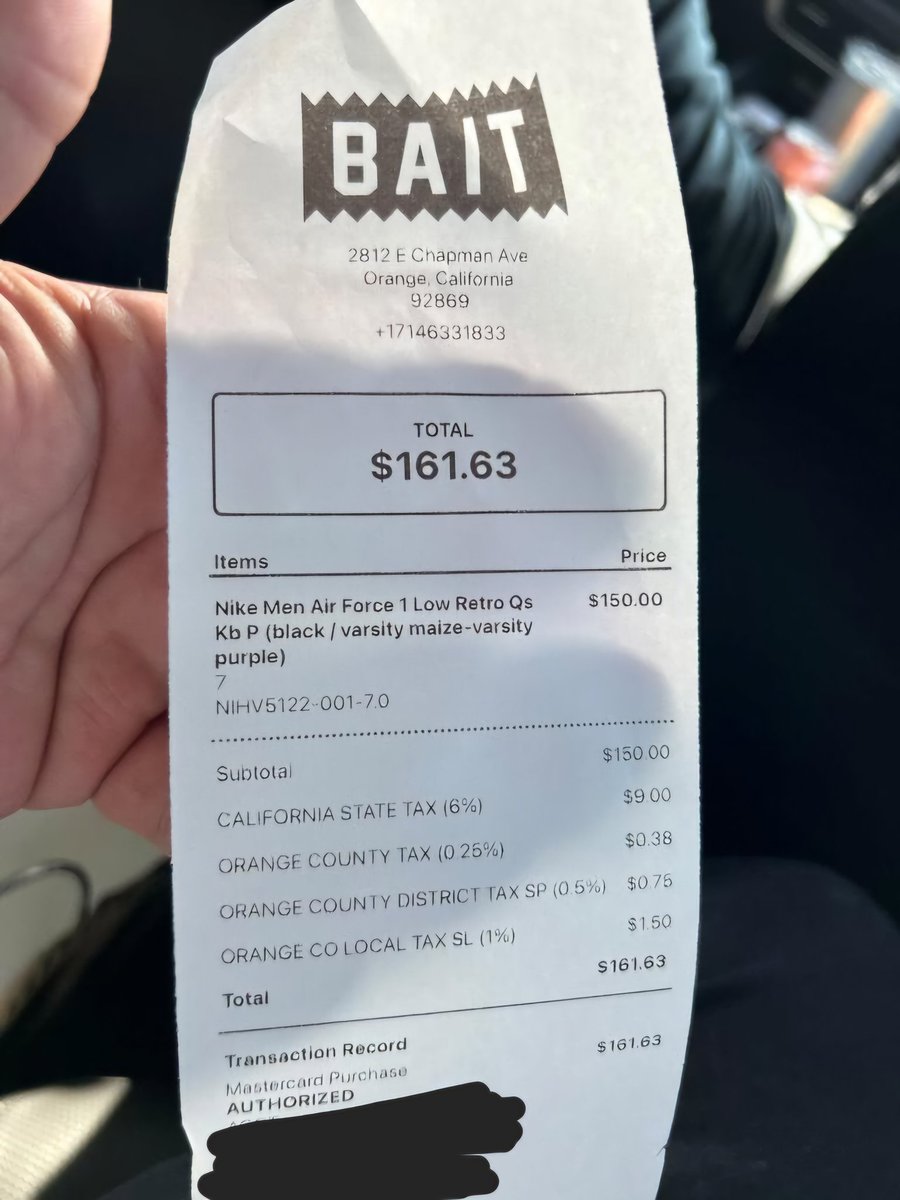 BAIT
2812 E Chapman Ave
Orange, California
92869
+17146331833
TOTAL
$161.63
Items Price
Nike Men Air Force 1 Low Retro Qs $150.00
Kb P (black / varsity maize-varsity
purple)
7
NIHV5122-001-7.0
Subtotal $150.00
CALIFORNIA STATE TAX (6%) $9.00
ORANGE COUNTY TAX (0.25%) $0.38
ORANGE COUNTY DISTRICT TAX SP (0.5%) $0.75
ORANGE CO LOCAL TAX SL (1%) $1.50
Total $161.63
Transaction Record $161.63
Mastercard Purchase
AUTHORIZED